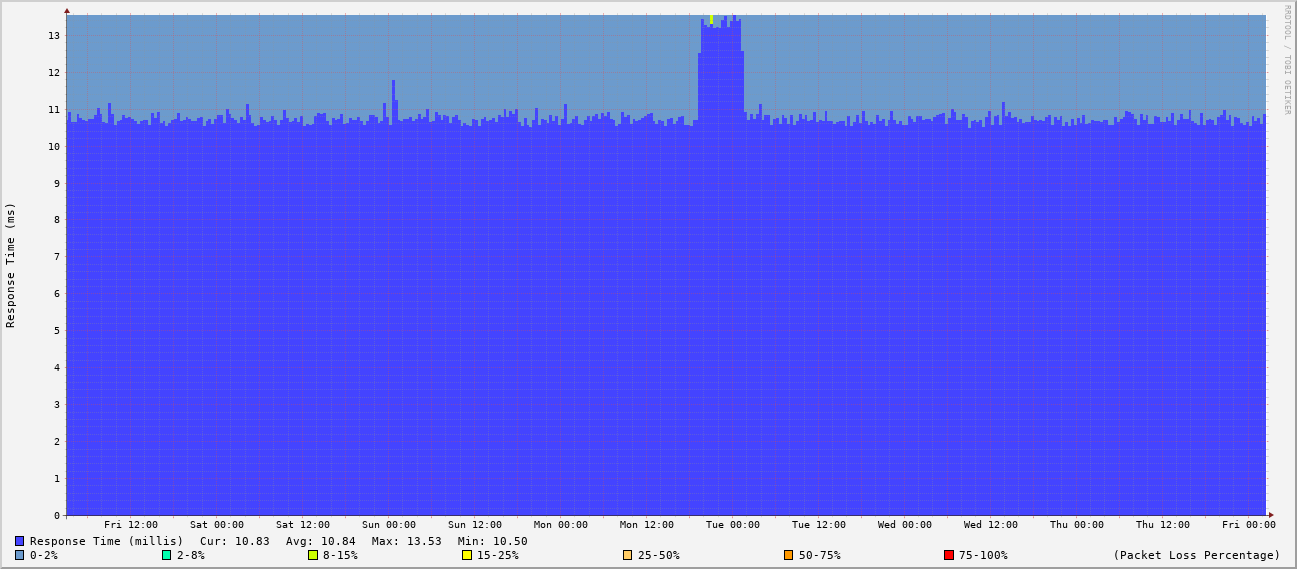 RRDTOOL / TOBI OETIKER
Response Time (ms)
13
12
11
10
9
8
7
6
5
4
3
2
1
0
Fri 12:00 Sat 00:00 Sat 12:00 Sun 00:00 Sun 12:00 Mon 00:00 Mon 12:00 Tue 00:00 Tue 12:00 Wed 00:00 Wed 12:00 Thu 00:00 Thu 12:00 Fri 00:00
Response Time (millis) Cur: 10.83 Avg: 10.84 Max: 13.53 Min: 10.50
0-2% 2-8% 8-15% 15-25% 25-50% 50-75% 75-100% (Packet Loss Percentage)